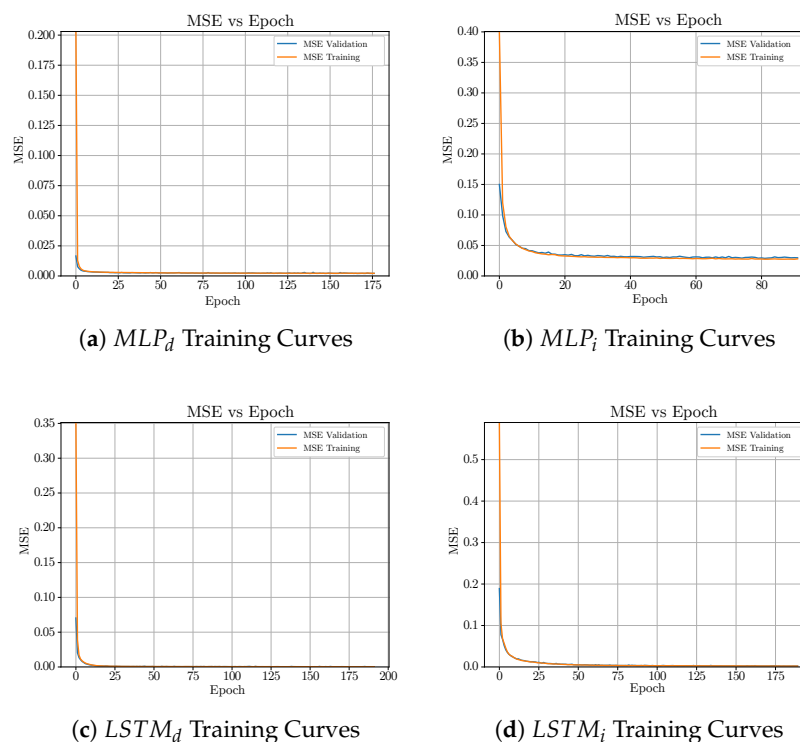 MSE vs Epoch
MSE
0.200
0.175
0.150
0.125
0.100
0.075
0.050
0.025
0.000
0 25 50 75 100 125 150 175
Epoch
MSE Validation
MSE Training
(a) MLP_d Training Curves
MSE vs Epoch
MSE
0.40
0.35
0.30
0.25
0.20
0.15
0.10
0.05
0.00
0 20 40 60 80
Epoch
MSE Validation
MSE Training
(b) MLP_i Training Curves
MSE vs Epoch
MSE
0.35
0.30
0.25
0.20
0.15
0.10
0.05
0.00
0 25 50 75 100 125 150 175 200
Epoch
MSE Validation
MSE Training
(c) LSTM_d Training Curves
MSE vs Epoch
MSE
0.5
0.4
0.3
0.2
0.1
0.0
0 25 50 75 100 125 150 175
Epoch
MSE Validation
MSE Training
(d) LSTM_i Training Curves